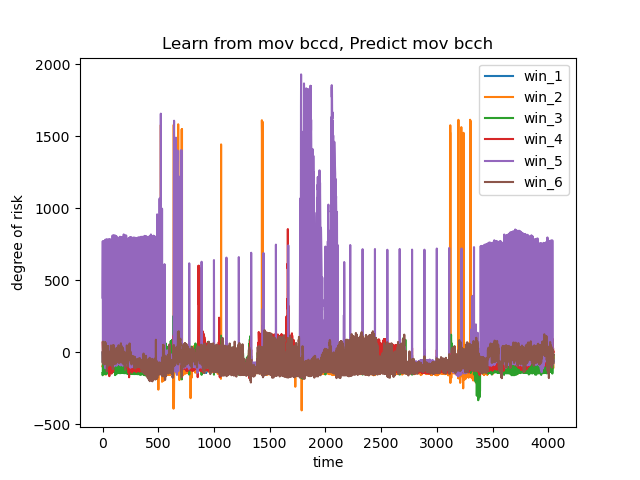 Learn from mov bccd, Predict mov bcch
degree of risk
2000
1500
1000
500
0
−500
0 500 1000 1500 2000 2500 3000 3500 4000
time
win_1
win_2
win_3
win_4
win_5
win_6